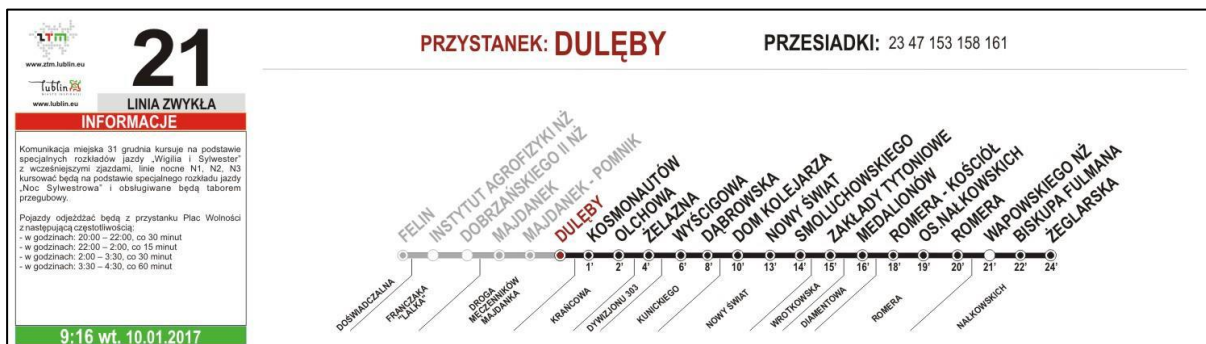 ztm
www.ztm.lublin.eu
lublin
www.lublin.eu
21
LINIA ZWYKŁA
INFORMACJE
Komunikacja miejska 31 grudnia kursuje na podstawie
specjalnych rozkładów jazdy „Wigilia i Sylwester”
z wcześniejszymi zjazdami, linie nocne N1, N2, N3
kursować będą na podstawie specjalnego rozkładu jazdy
„Noc Sylwestrowa” i obsługiwane będą taborem
przegubowy.
Pojazdy odjeżdżać będą z przystanku Plac Wolności
z następującą częstotliwością:
- w godzinach: 20:00 – 22:00, co 30 minut
- w godzinach: 22:00 - 2:00, co 15 minut
- w godzinach: 2:00 – 3:30, co 30 minut
- w godzinach: 3:30 – 4:30, co 60 minut
9:16 wt. 10.01.2017
PRZYSTANEK: DULĘBY
PRZESIADKI: 23 47 153 158 161
FELIN
INSTYTUT AGROFIZYKI NŻ
DOBRZAŃSKIEGO II NŻ
MAJDANEK
MAJDANEK - POMNIK
DULĘBY
KOSMONAUTÓW
OLCHOWA
ŻELAZNA
WYŚCIGOWA
DĄBROWSKA
DOM KOLEJARZA
NOWY ŚWIAT
SMOLUCHOWSKIEGO
ZAKŁADY TYTONIOWE
MEDALIONÓW
ROMERA - KOŚCIÓŁ
OS.NAŁKOWSKICH
ROMERA
WAPOWSKIEGO NŻ
BISKUPA FULMANA
ŻEGLARSKA
1' 2' 4' 6' 8' 10' 13' 14' 15' 16' 18' 19' 20' 21' 22' 24'
DOŚWIADCZALNA
FRANCZAKA
"LALKA"
DROGA
MĘCZENNIKÓW
MAJDANKA
KRAŃCOWA
DYWIZJONU 303
KUNICKIEGO
NOWY ŚWIAT
WROTKOWSKA
DIAMENTOWA
ROMERA
NAŁKOWSKICH